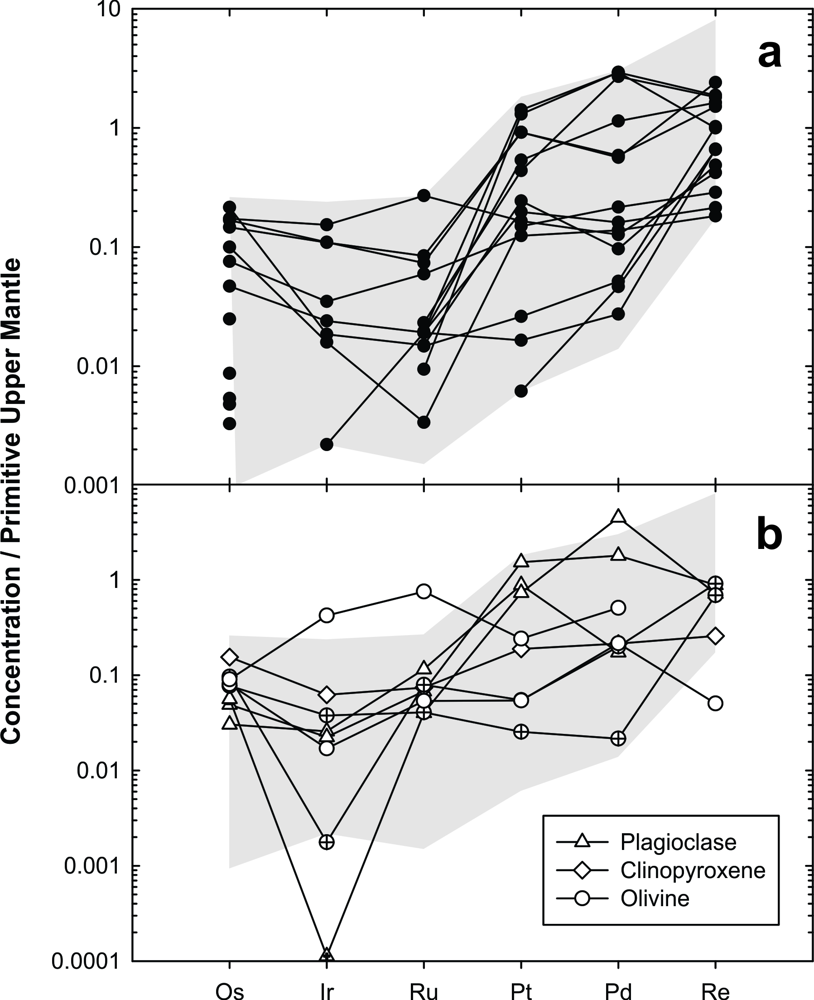 Concentration / Primitive Upper Mantle
10
a
1
0.1
0.01
0.001
b
1
0.1
0.01
0.001
0.0001
Plagioclase
Clinopyroxene
Olivine
Os Ir Ru Pt Pd Re